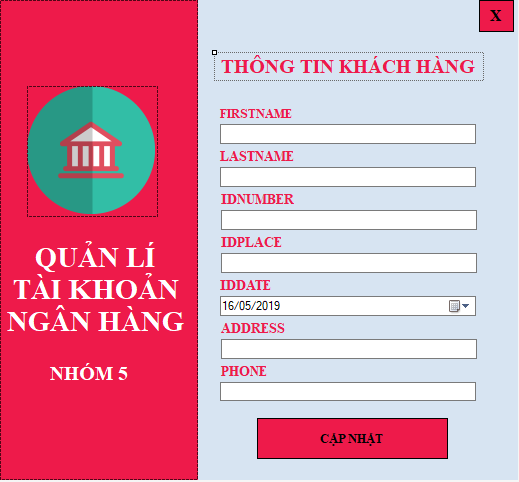 X
THÔNG TIN KHÁCH HÀNG
FIRSTNAME
LASTNAME
IDNUMBER
IDPLACE
IDDATE
16/05/2019
ADDRESS
PHONE
CẬP NHẬT
QUẢN LÍ
TÀI KHOẢN
NGÂN HÀNG
NHÓM 5